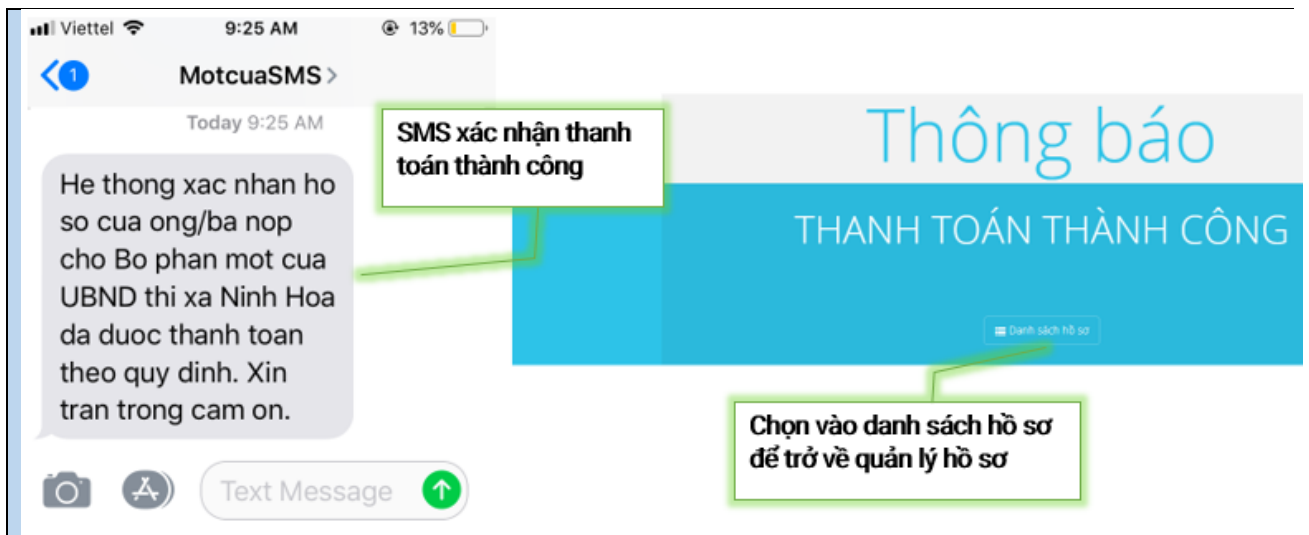 Viettel 9:25 AM 13%
1 MotcuaSMS
Today 9:25 AM
He thong xac nhan ho
so cua ong/ba nop
cho Bo phan mot cua
UBND thi xa Ninh Hoa
da duoc thanh toan
theo quy dinh. Xin
tran trong cam on.
Text Message
SMS xác nhận thanh
toán thành công
Thông báo
THANH TOÁN THÀNH CÔNG
Danh sách hồ sơ
Chọn vào danh sách hồ sơ
để trở về quản lý hồ sơ